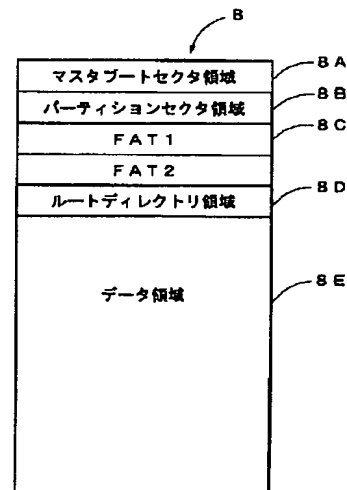 8
マスタブートセクタ領域 8A
パーティションセクタ領域 8B
FAT1 8C
FAT2
ルートディレクトリ領域 8D
データ領域 8E